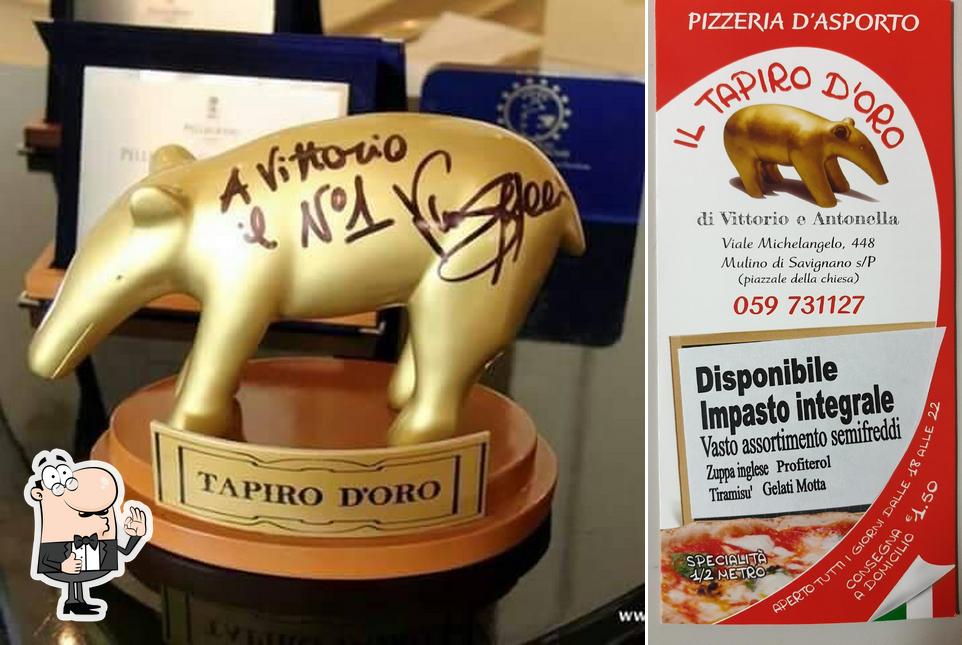 A Vittorio
il N°1
TAPIRO D'ORO
PIZZERIA D'ASPORTO
IL TAPIRO D'ORO
di Vittorio e Antonella
Viale Michelangelo, 448
Mulino di Savignano s/P
(piazzale della chiesa)
059 731127
Disponibile
Impasto integrale
Vasto assortimento semifreddi
Zuppa inglese Profiterol
Tiramisu' Gelati Motta
SPECIALITÀ
1/2 METRO
APERTO TUTTI I GIORNI DALLE 18 ALLE 22
CONSEGNA € 1.50
A DOMICILIO